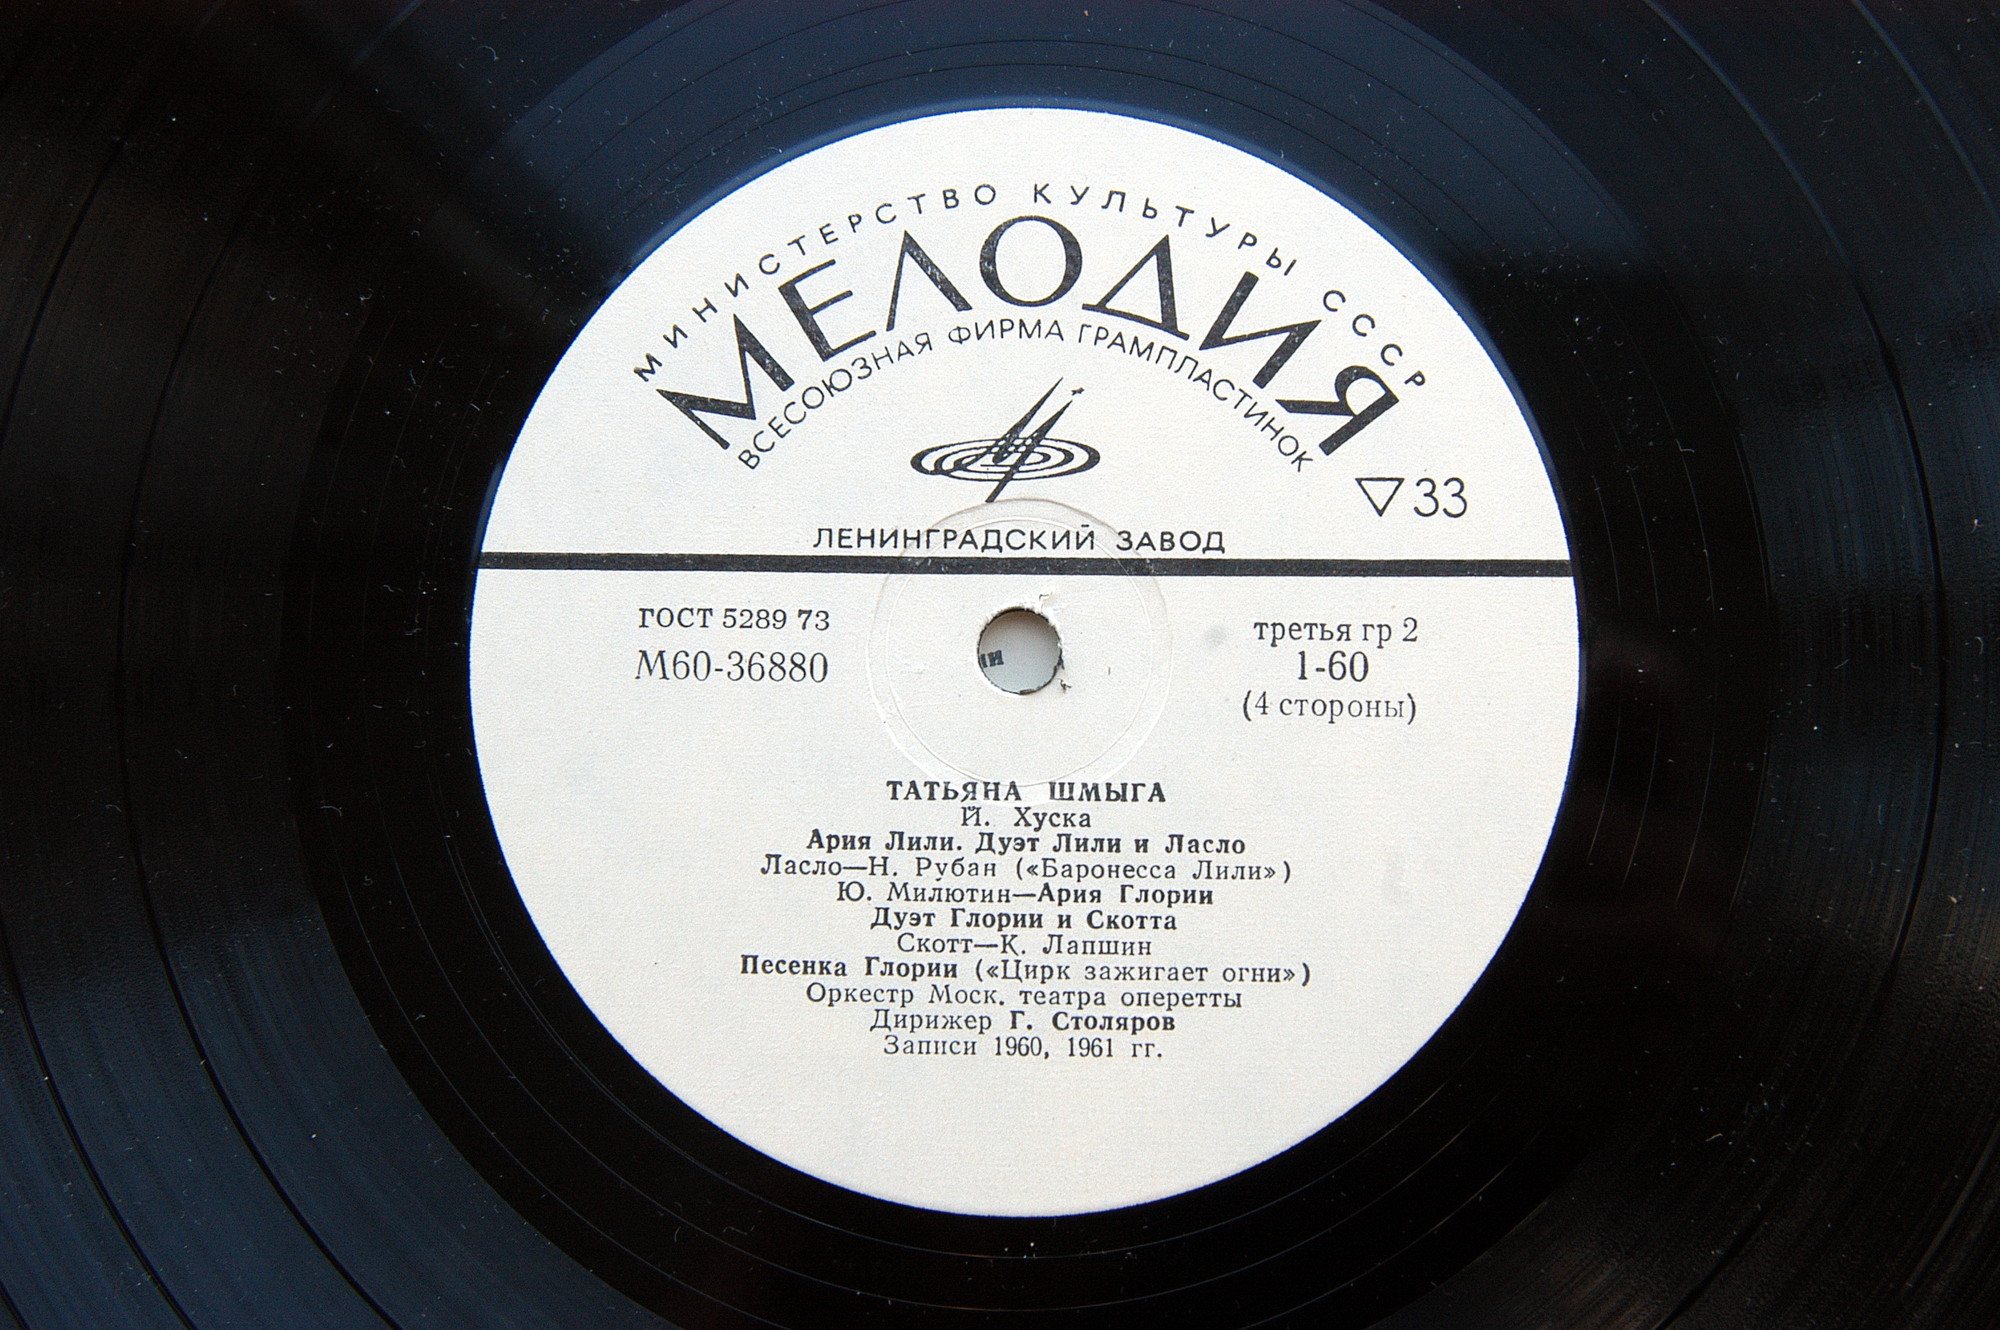 МИНИСТЕРСТВО КУЛЬТУРЫ СССР
МЕЛОДИЯ
ВСЕСОЮЗНАЯ ФИРМА ГРАМПЛАСТИНОК
33
ЛЕНИНГРАДСКИЙ ЗАВОД
ГОСТ 5289 73
М60-36880
третья гр 2
1-60
(4 стороны)
ТАТЬЯНА ШМЫГА
Й. Хуска
Ария Лили. Дуэт Лили и Ласло
Ласло—Н. Рубан («Баронесса Лили»)
Ю. Милютин—Ария Глории
Дуэт Глории и Скотта
Скотт—К. Лапшин
Песенка Глории («Цирк зажигает огни»)
Оркестр Моск. театра оперетты
Дирижер Г. Столяров
Записи 1960, 1961 гг.